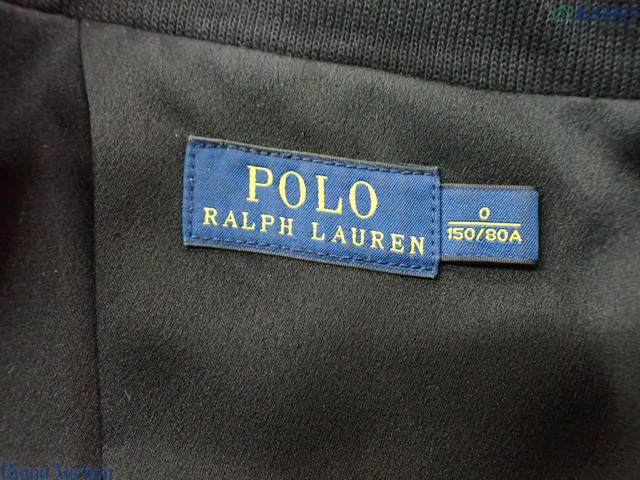 POLO
RALPH LAUREN
0
150/80A
Brand Auction